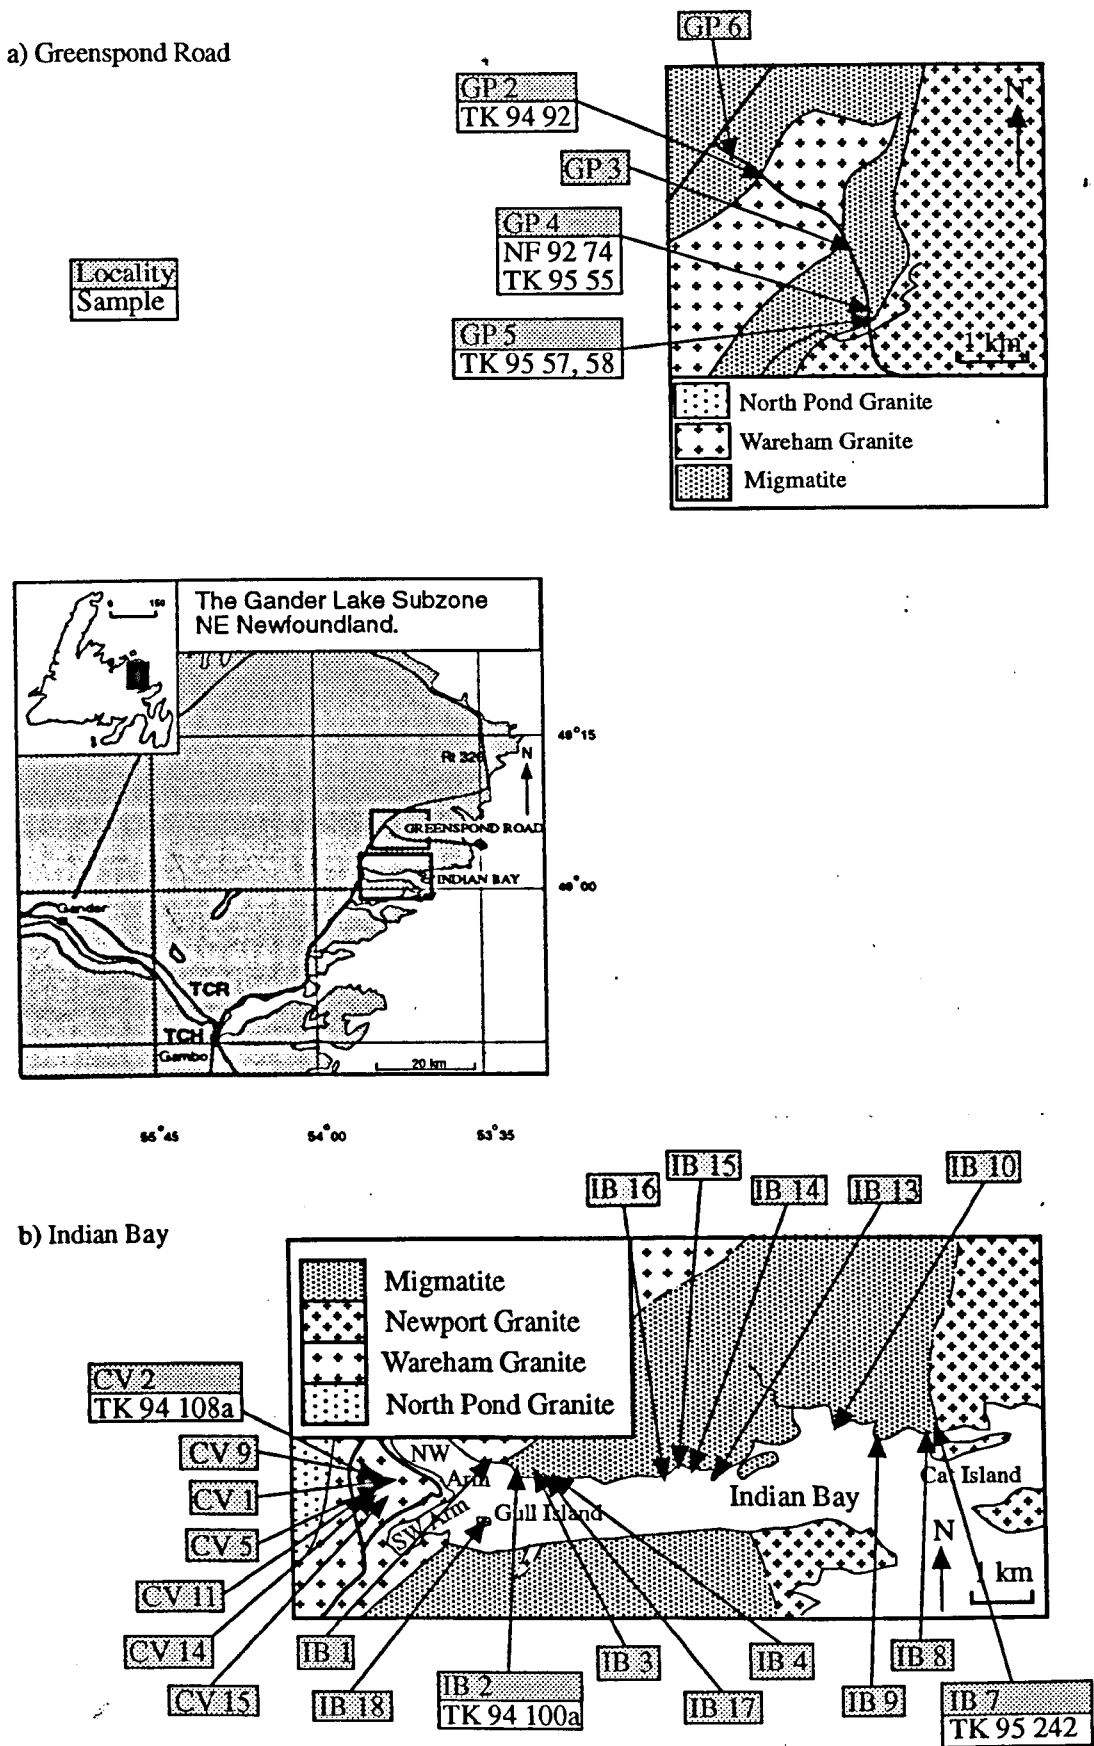 a) Greenspond Road
GP 6
GP 2
TK 94 92
GP 3
GP 4
NF 92 74
TK 95 55
GP 5
TK 95 57, 58
Locality
Sample
N
1 km
North Pond Granite
Wareham Granite
Migmatite
0 150
The Gander Lake Subzone
NE Newfoundland.
49°15
N
GREENSPOND ROAD
INDIAN BAY
49°00
Gander
TCR
TCH
Gambo
20 km
54°00
53°35
b) Indian Bay
IB 16
IB 15
IB 14
IB 13
IB 10
Migmatite
Newport Granite
Wareham Granite
North Pond Granite
CV 2
TK 94 108a
CV 9
CV 1
CV 5
CV 11
CV 14
CV 15
NW
Arm
SW Arm
Gull Island
Indian Bay
Cat Island
N
1 km
IB 1
IB 18
IB 2
TK 94 100a
IB 3
IB 17
IB 4
IB 9
IB 8
IB 7
TK 95 242